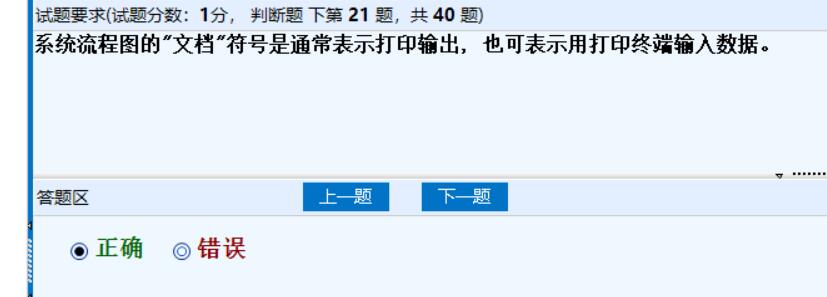 试题要求(试题分数：1分， 判断题 下第 21 题，共 40 题)
系统流程图的"文档"符号是通常表示打印输出，也可表示用打印终端输入数据。
答题区 上一题 下一题
正确 错误